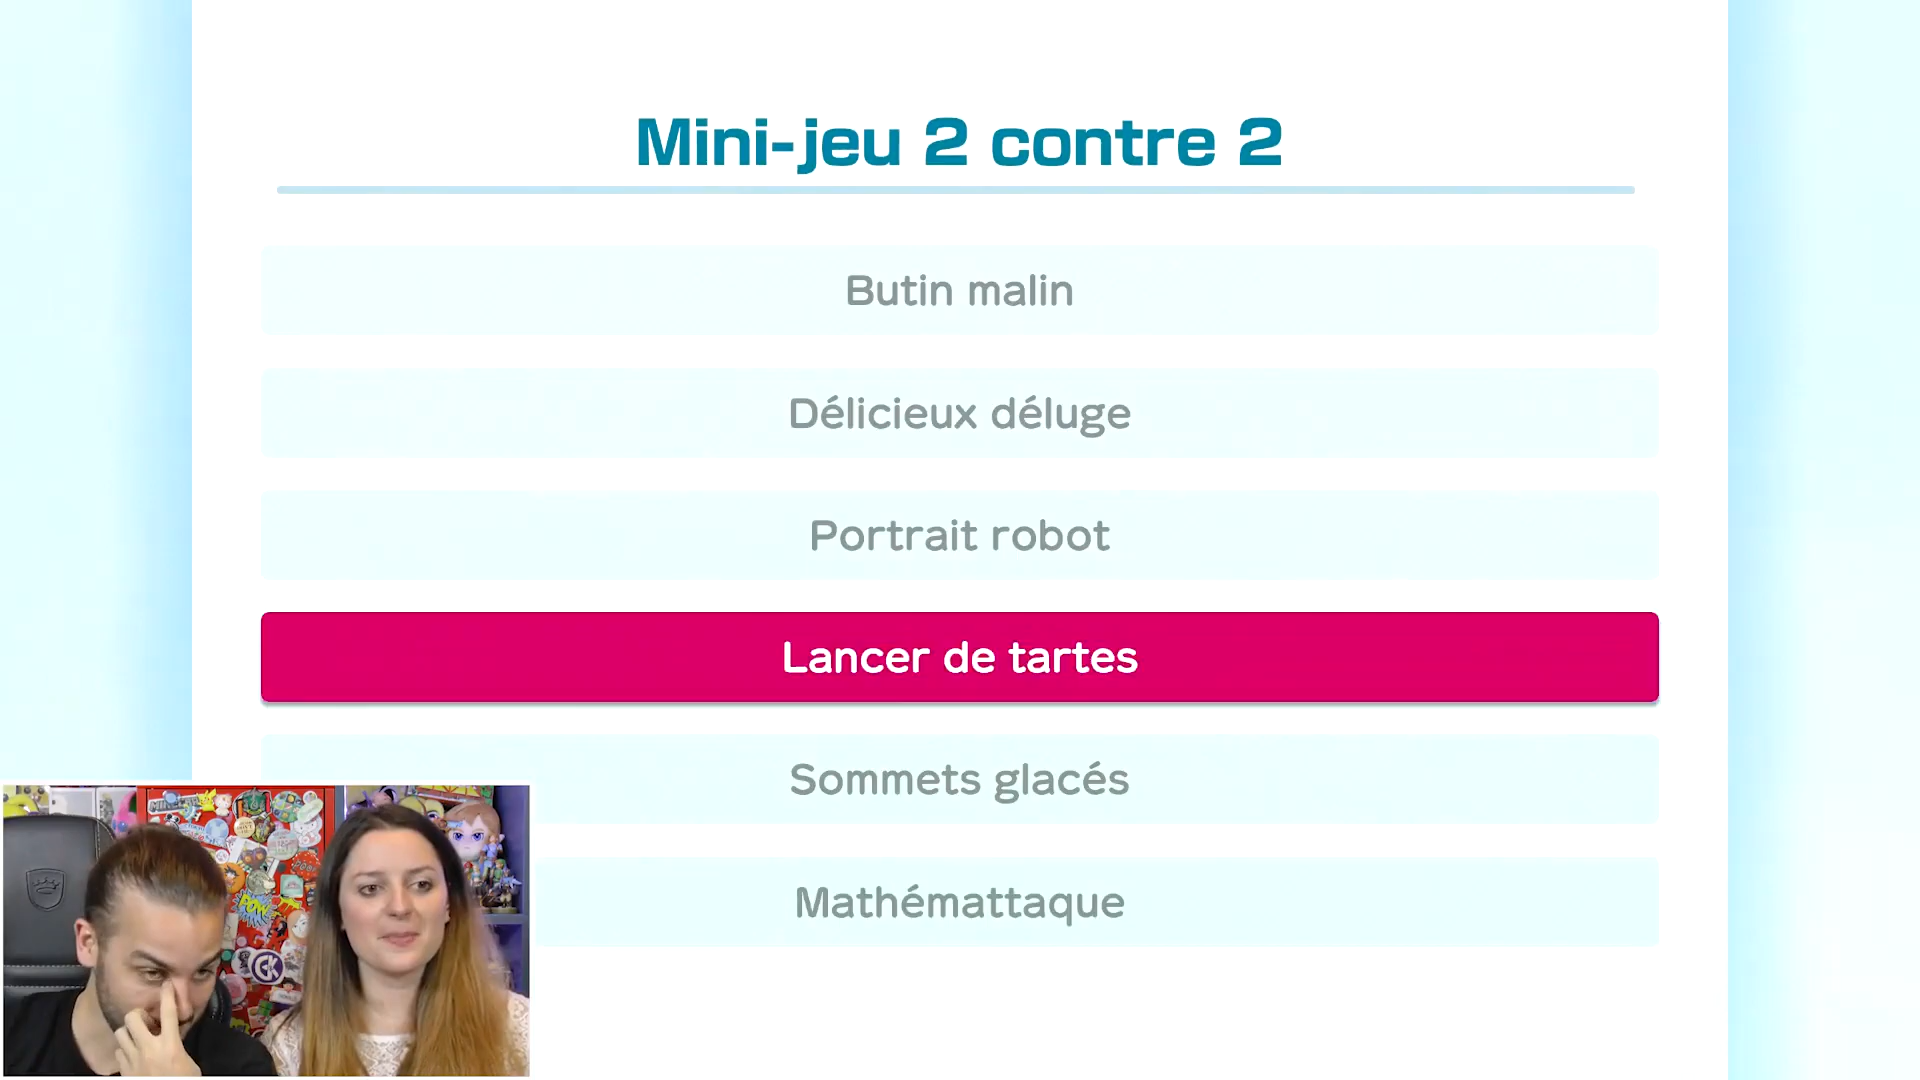 Mini-jeu 2 contre 2
Butin malin
Délicieux déluge
Portrait robot
Lancer de tartes
Sommets glacés
Mathémattaque